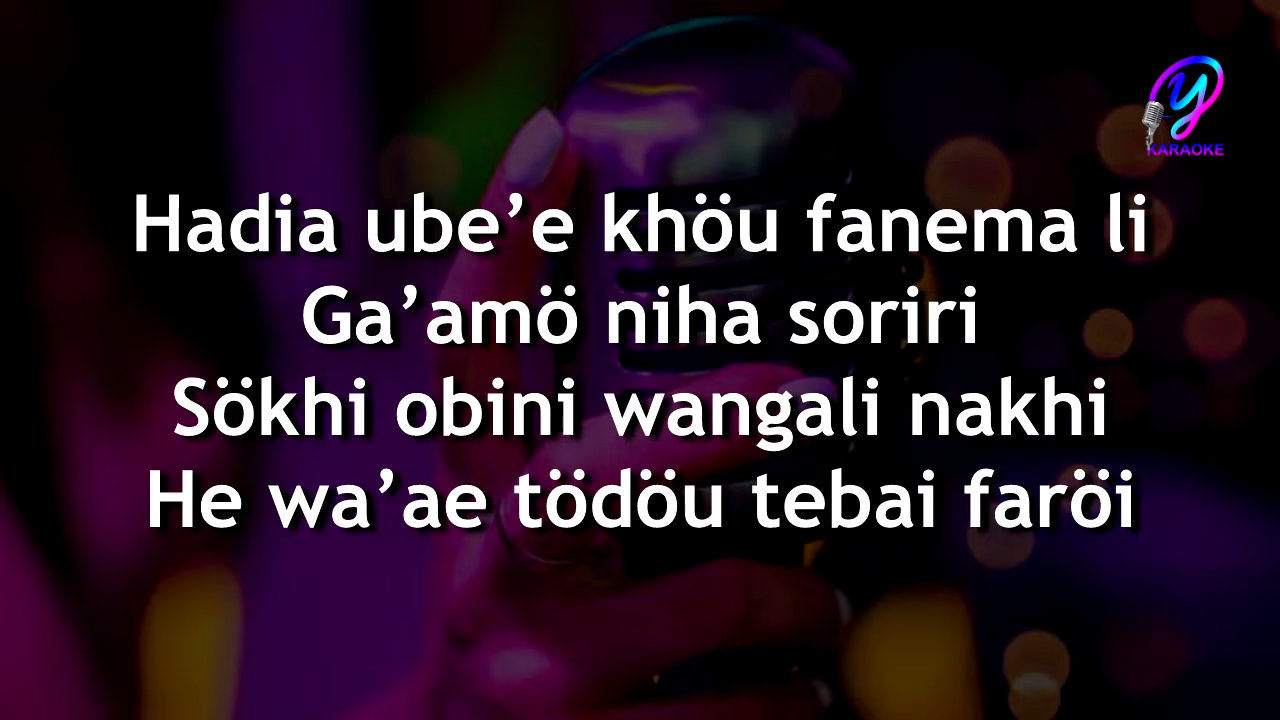 Y
KARAOKE
Hadia ube’e khöu fanema li
Ga’amö niha soriri
Sökhi obini wangali nakhi
He wa’ae tödöu tebai faröi